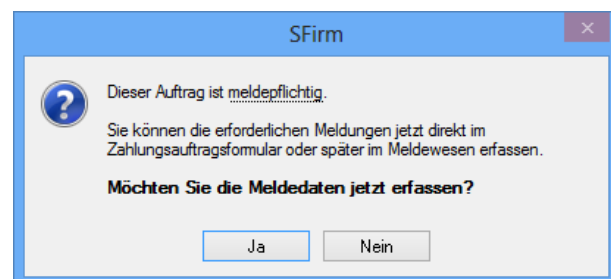 SFirm
Dieser Auftrag ist meldepflichtig.
Sie können die erforderlichen Meldungen jetzt direkt im
Zahlungsauftragsformular oder später im Meldewesen erfassen.
Möchten Sie die Meldedaten jetzt erfassen?
Ja
Nein